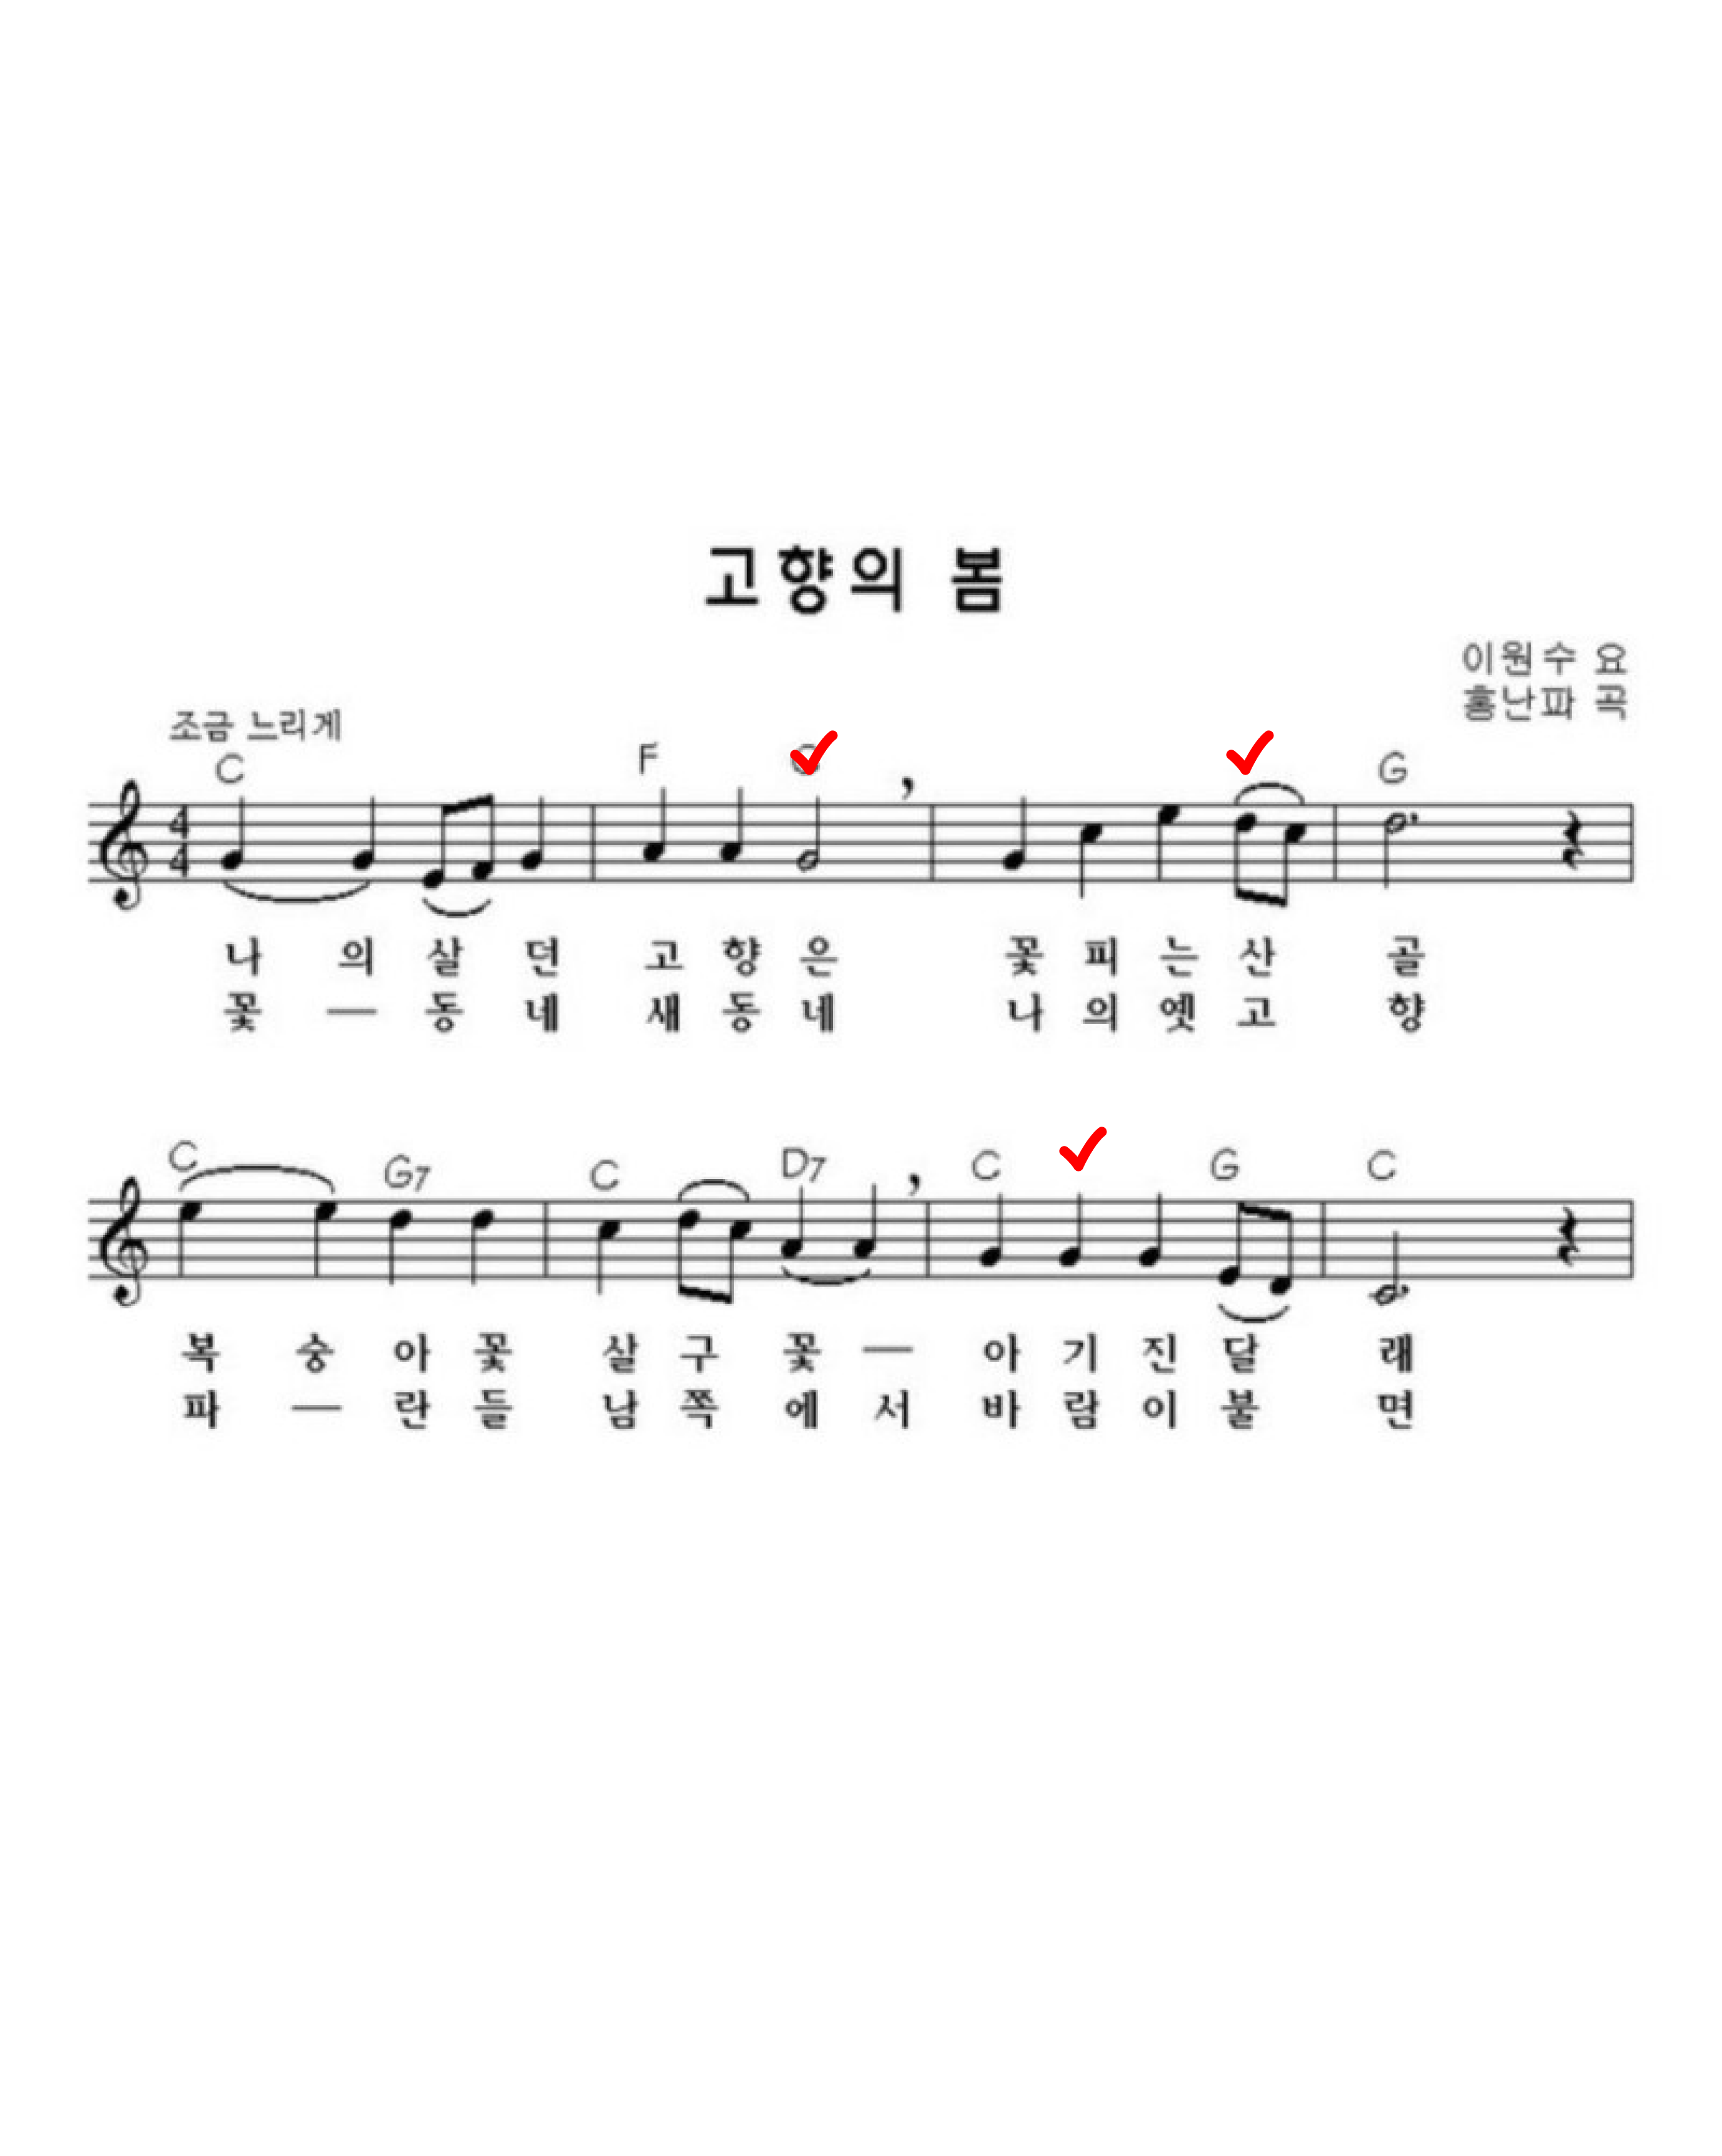 고향의 봄
이원수 요
홍난파 곡
조금 느리게
C F G
4
4
나 의 살 던 고 향 은 꽃 피 는 산 골
꽃 — 동 네 새 동 네 나 의 옛 고 향
C G7 C D7 C G C
복 숭 아 꽃 살 구 꽃 — 아 기 진 달 래
파 — 란 들 남 쪽 에 서 바 람 이 불 면